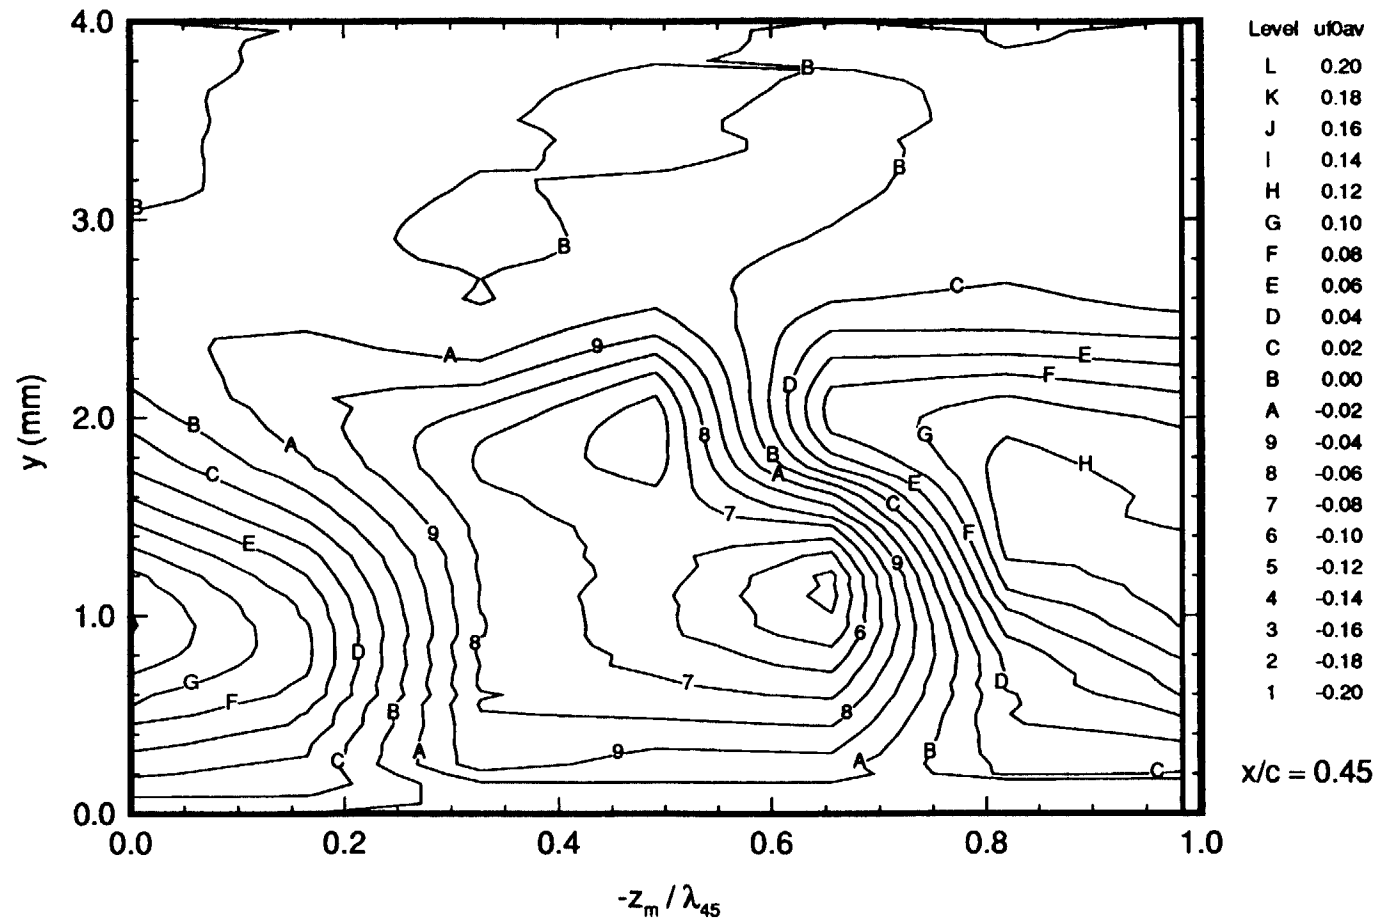 Level uf0av
L 0.20
K 0.18
J 0.16
I 0.14
H 0.12
G 0.10
F 0.08
E 0.06
D 0.04
C 0.02
B 0.00
A -0.02
9 -0.04
8 -0.06
7 -0.08
6 -0.10
5 -0.12
4 -0.14
3 -0.16
2 -0.18
1 -0.20
x/c = 0.45
y (mm)
4.0
3.0
2.0
1.0
0.0
B
B
B
B
B
C
A
9
E
D
F
B
8
G
A
B
H
C
A
E
7
C
9
F
E
9
6
8
D
G
7
D
F
B
8
A
9
B
C
A
C
0.0 0.2 0.4 0.6 0.8 1.0
-zm / λ45